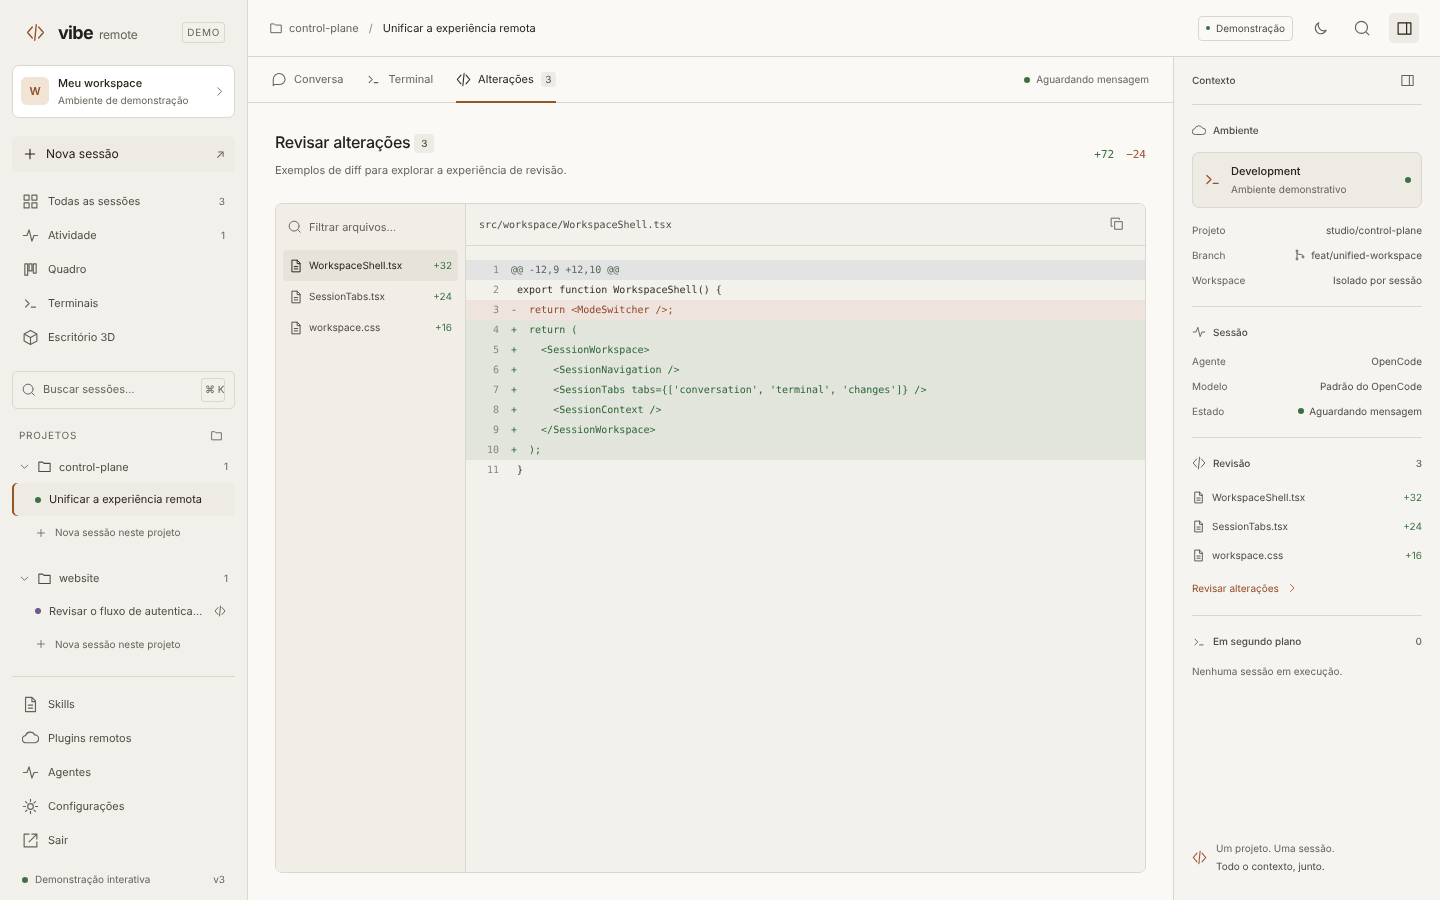 vibe remote DEMO
W Meu workspace
Ambiente de demonstração
Nova sessão
Todas as sessões 3
Atividade 1
Quadro
Terminais
Escritório 3D
Buscar sessões... ⌘ K
PROJETOS
control-plane 1
Unificar a experiência remota
Nova sessão neste projeto
website 1
Revisar o fluxo de autentica...
Nova sessão neste projeto
Skills
Plugins remotos
Agentes
Configurações
Sair
Demonstração interativa v3
control-plane / Unificar a experiência remota
Demonstração
Conversa Terminal Alterações 3
Aguardando mensagem
Revisar alterações 3
Exemplos de diff para explorar a experiência de revisão.
+72 −24
Filtrar arquivos...
WorkspaceShell.tsx +32
SessionTabs.tsx +24
workspace.css +16
src/workspace/WorkspaceShell.tsx
1 @@ -12,9 +12,10 @@
2 export function WorkspaceShell() {
3 - return <ModeSwitcher />;
4 + return (
5 + <SessionWorkspace>
6 + <SessionNavigation />
7 + <SessionTabs tabs={['conversation', 'terminal', 'changes']} />
8 + <SessionContext />
9 + </SessionWorkspace>
10 + );
11 }
Contexto
Ambiente
Development
Ambiente demonstrativo
Projeto studio/control-plane
Branch feat/unified-workspace
Workspace Isolado por sessão
Sessão
Agente OpenCode
Modelo Padrão do OpenCode
Estado Aguardando mensagem
Revisão 3
WorkspaceShell.tsx +32
SessionTabs.tsx +24
workspace.css +16
Revisar alterações
Em segundo plano 0
Nenhuma sessão em execução.
Um projeto. Uma sessão.
Todo o contexto, junto.